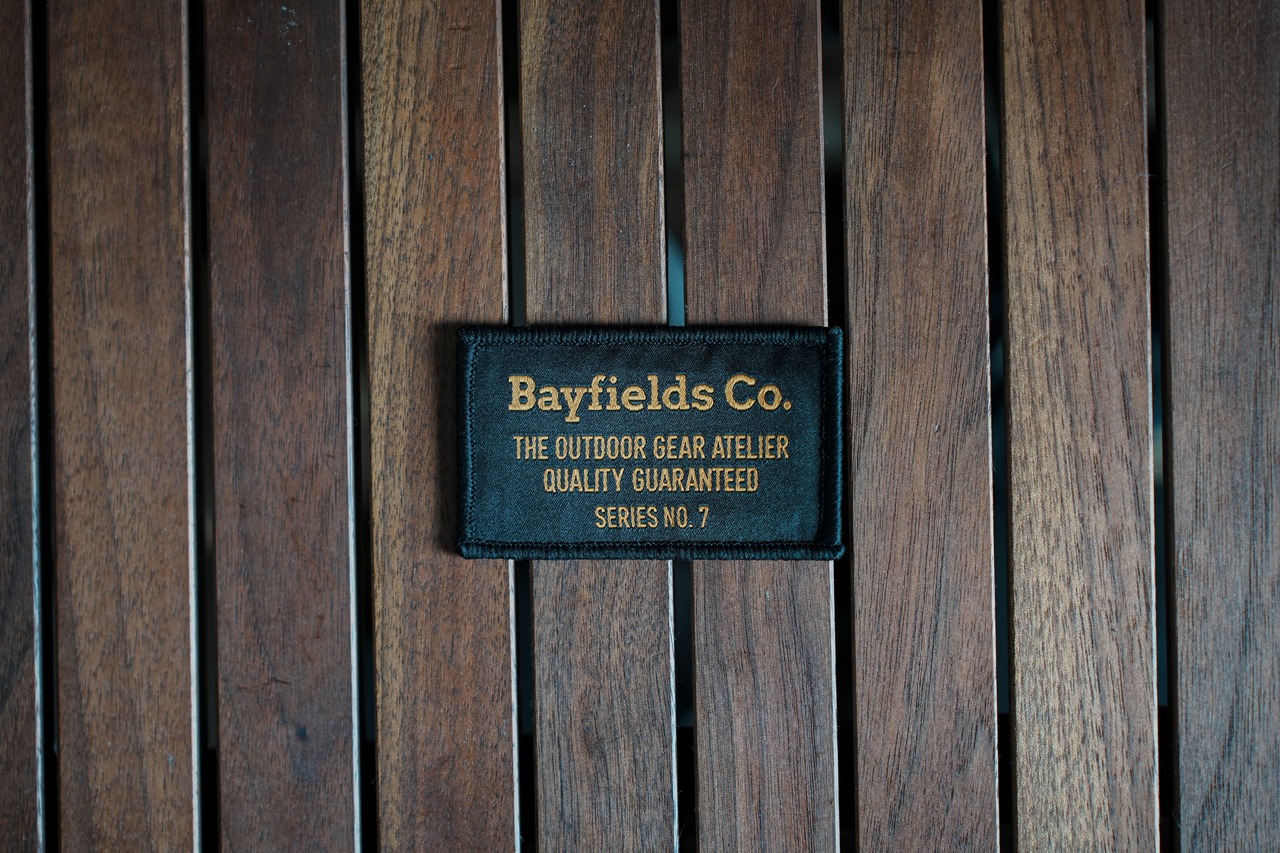 Bayfields Co.
THE OUTDOOR GEAR ATELIER
QUALITY GUARANTEED
SERIES NO. 7